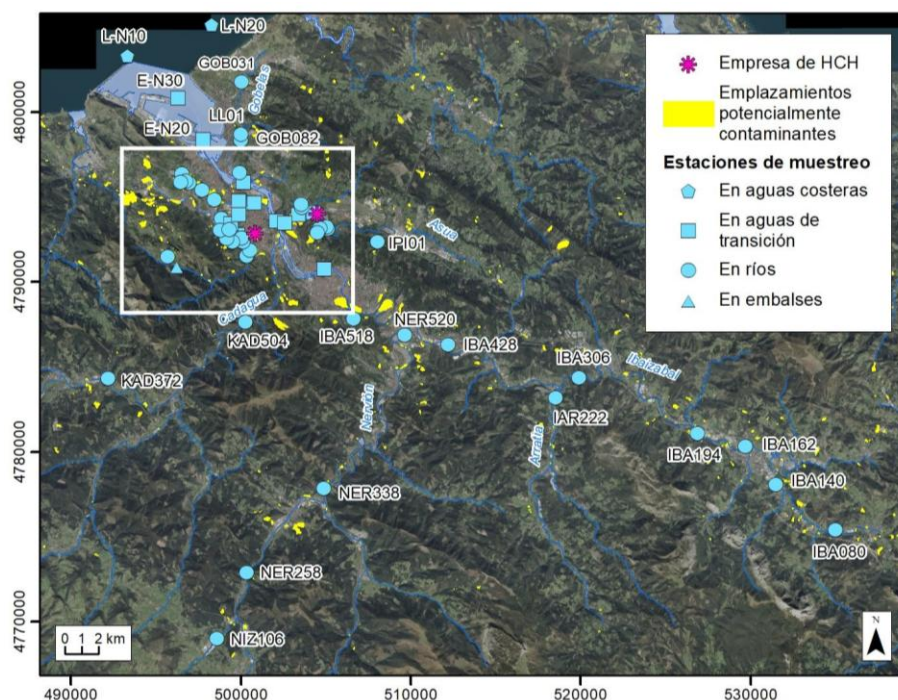 L-N20
L-N10
GOB031
Gobelas
E-N30
LL01
E-N20
GOB082
Asua
IPI01
Cadagua
KAD504
IBA518
NER520
IBA428
IBA306
Ibaizabal
KAD372
Nervión
Arratia
IAR222
IBA194
IBA162
IBA140
NER338
IBA080
NER258
NIZ106
Empresa de HCH
Emplazamientos
potencialmente
contaminantes
Estaciones de muestreo
En aguas costeras
En aguas de
transición
En ríos
En embalses
4800000
4790000
4780000
4770000
0 1 2 km
N
490000
500000
510000
520000
530000